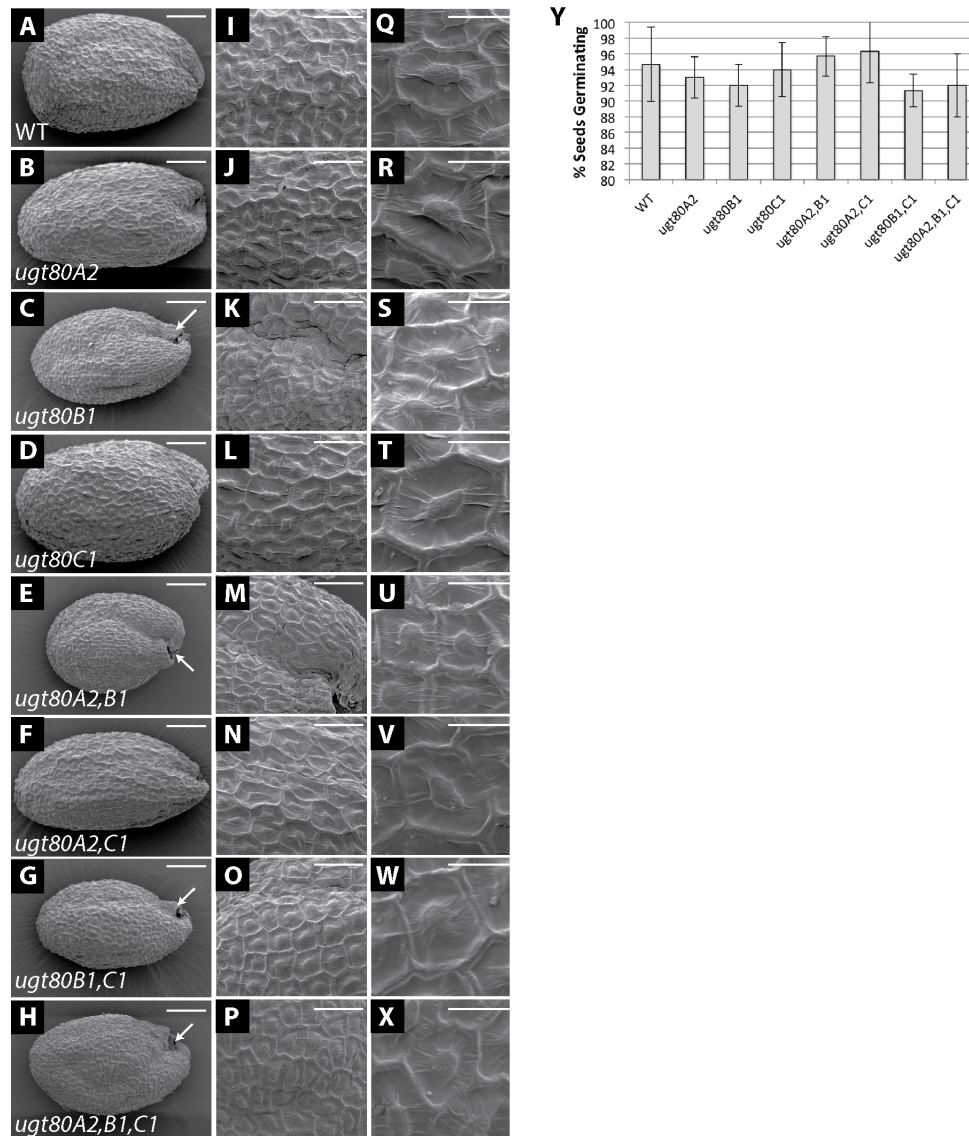 A
WT
I
Q
B
ugt80A2
J
R
C
ugt80B1
K
S
D
ugt80C1
L
T
E
ugt80A2,B1
M
U
F
ugt80A2,C1
N
V
G
ugt80B1,C1
O
W
H
ugt80A2,B1,C1
P
X
Y
% Seeds Germinating
100
98
96
94
92
90
88
86
84
82
80
WT
ugt80A2
ugt80B1
ugt80C1
ugt80A2,B1
ugt80A2,C1
ugt80B1,C1
ugt80A2,B1,C1